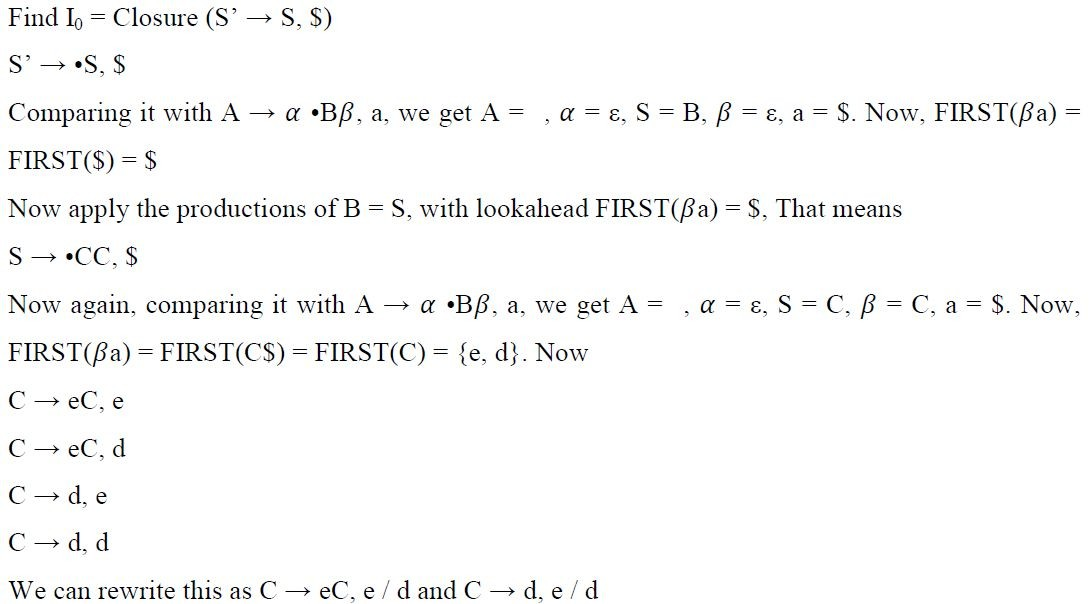 Find I₀ = Closure (S’ → S, $)
S’ → •S, $
Comparing it with A → α •Bβ, a, we get A = , α = ε, S = B, β = ε, a = $. Now, FIRST(βa) =
FIRST($) = $
Now apply the productions of B = S, with lookahead FIRST(βa) = $, That means
S → •CC, $
Now again, comparing it with A → α •Bβ, a, we get A = , α = ε, S = C, β = C, a = $. Now,
FIRST(βa) = FIRST(C$) = FIRST(C) = {e, d}. Now
C → eC, e
C → eC, d
C → d, e
C → d, d
We can rewrite this as C → eC, e / d and C → d, e / d